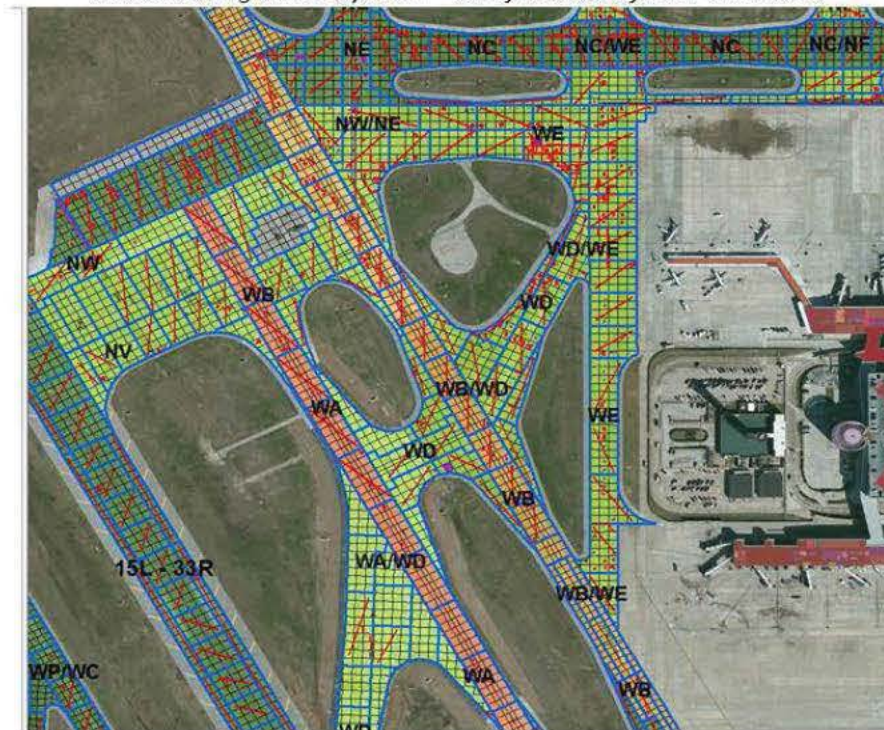 NE NC NC/WE NC NC/NF
NW/NE WE
WD/WE
NW
WB WD
NV
WB/WD
WA WE
WD
WB
WA/WD
15L - 33R
WB/WE
WP/WC WA
WB